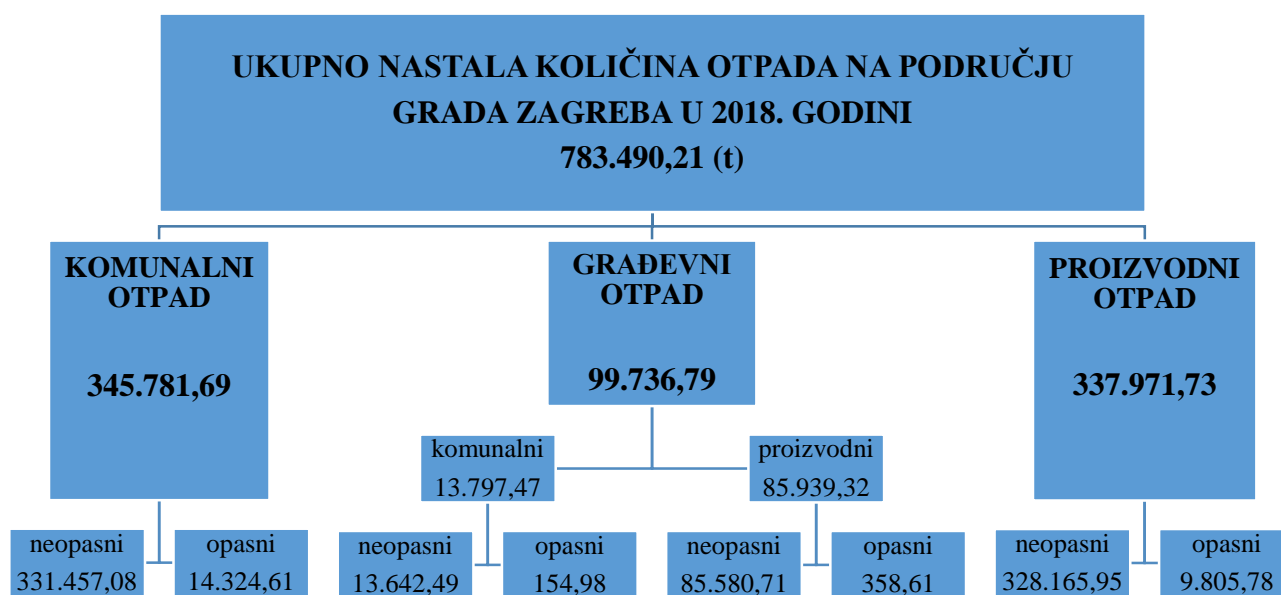 UKUPNO NASTALA KOLIČINA OTPADA NA PODRUČJU
GRADA ZAGREBA U 2018. GODINI
783.490,21 (t)
KOMUNALNI
OTPAD
345.781,69
GRAĐEVNI
OTPAD
99.736,79
PROIZVODNI
OTPAD
337.971,73
komunalni
13.797,47
proizvodni
85.939,32
neopasni
331.457,08
opasni
14.324,61
neopasni
13.642,49
opasni
154,98
neopasni
85.580,71
opasni
358,61
neopasni
328.165,95
opasni
9.805,78